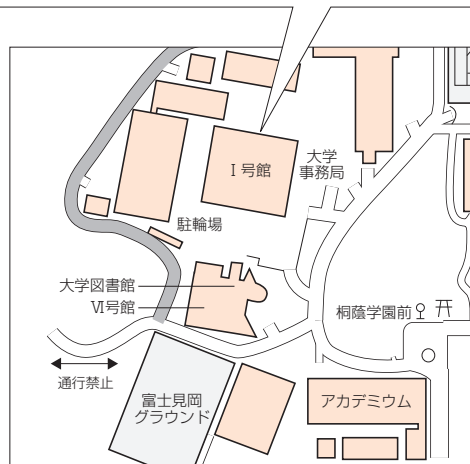 Ⅰ号館
大学
事務局
駐輪場
大学図書館
Ⅵ号館
桐蔭学園前
通行禁止
富士見岡
グラウンド
アカデミウム